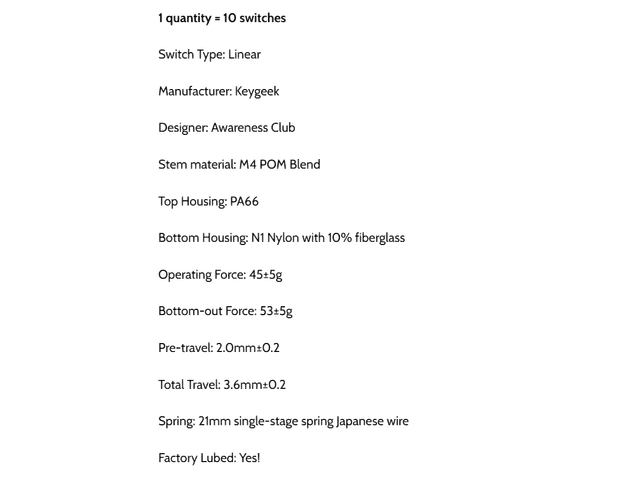 1 quantity = 10 switches
Switch Type: Linear
Manufacturer: Keygeek
Designer: Awareness Club
Stem material: M4 POM Blend
Top Housing: PA66
Bottom Housing: N1 Nylon with 10% fiberglass
Operating Force: 45±5g
Bottom-out Force: 53±5g
Pre-travel: 2.0mm±0.2
Total Travel: 3.6mm±0.2
Spring: 21mm single-stage spring Japanese wire
Factory Lubed: Yes!